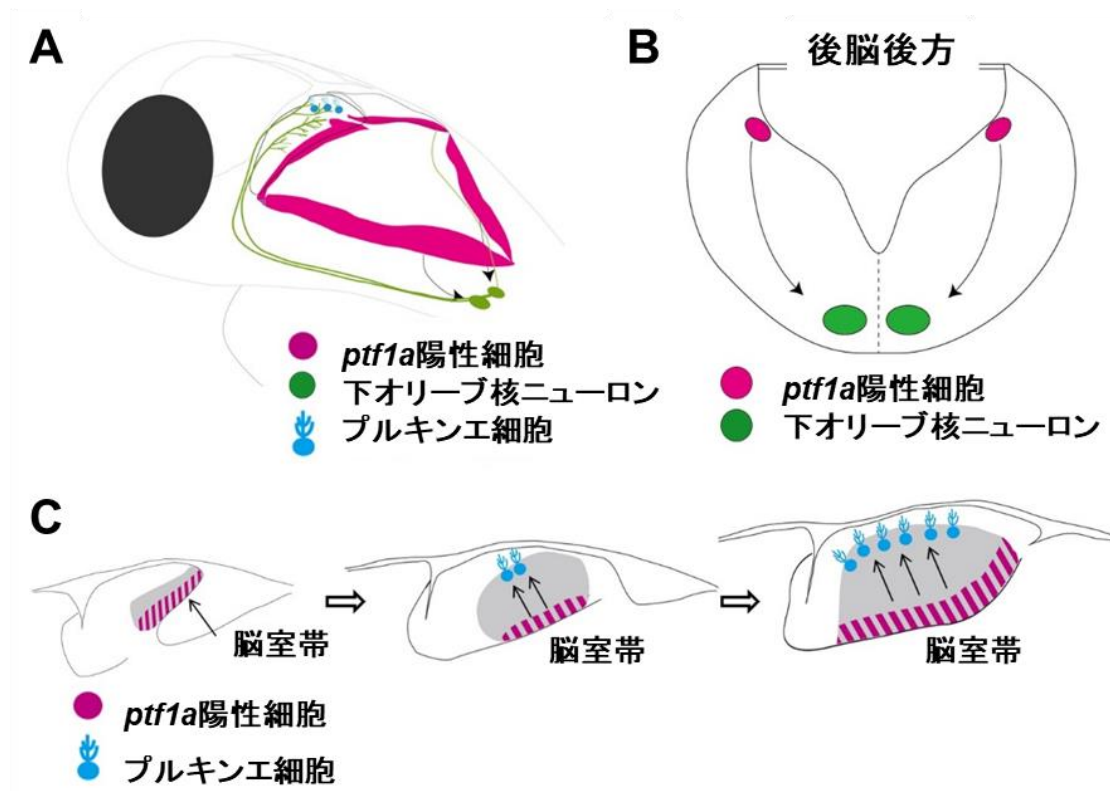 A
ptf1a陽性細胞
下オリーブ核ニューロン
プルキンエ細胞
B
後脳後方
ptf1a陽性細胞
下オリーブ核ニューロン
C
脳室帯
脳室帯
脳室帯
ptf1a陽性細胞
プルキンエ細胞